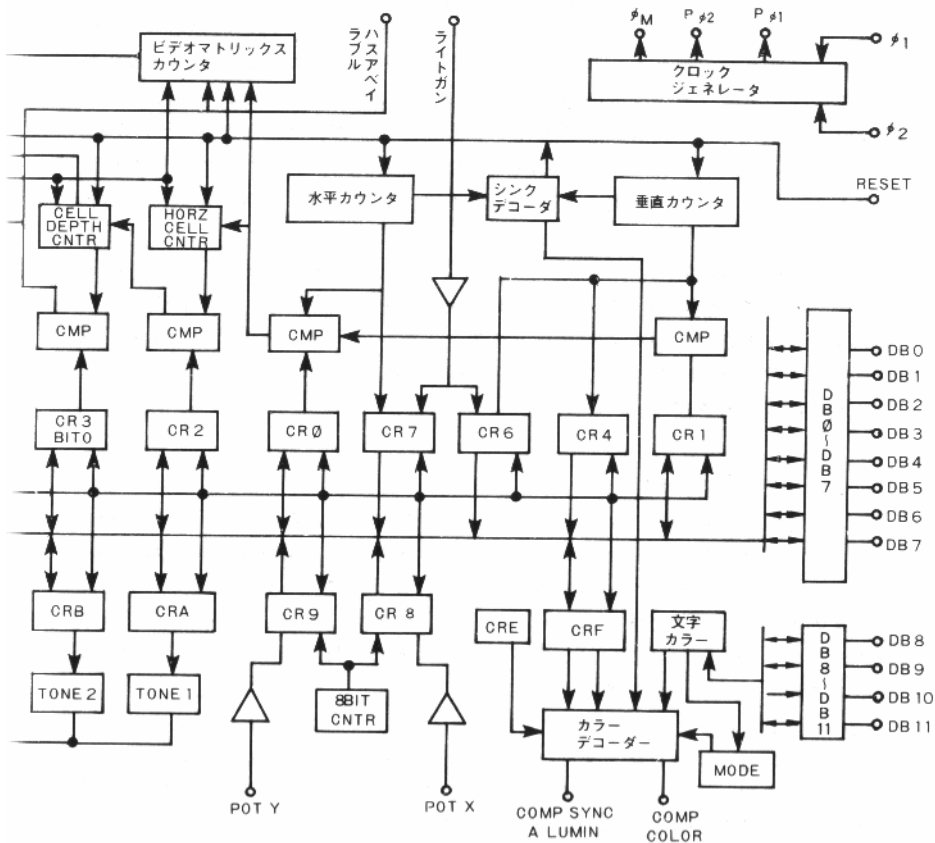 ビデオマトリックス
カウンタ
ハスアベイ
ラブル
ライトガン
φM
Pφ2
Pφ1
φ1
クロック
ジェネレータ
φ2
RESET
水平カウンタ
シンク
デコーダ
垂直カウンタ
CELL
DEPTH
CNTR
HORZ
CELL
CNTR
CMP
CMP
CMP
CMP
CR3
BIT0
CR2
CRØ
CR7
CR6
CR4
CR1
DBØ~DB7
DB0
DB1
DB2
DB3
DB4
DB5
DB6
DB7
CRB
CRA
CR9
CR8
CRE
CRF
文字
カラー
DB8~DB11
DB8
DB9
DB10
DB11
TONE2
TONE1
8BIT
CNTR
カラー
デコーダー
MODE
POT Y
POT X
COMP SYNC
A LUMIN
COMP
COLOR